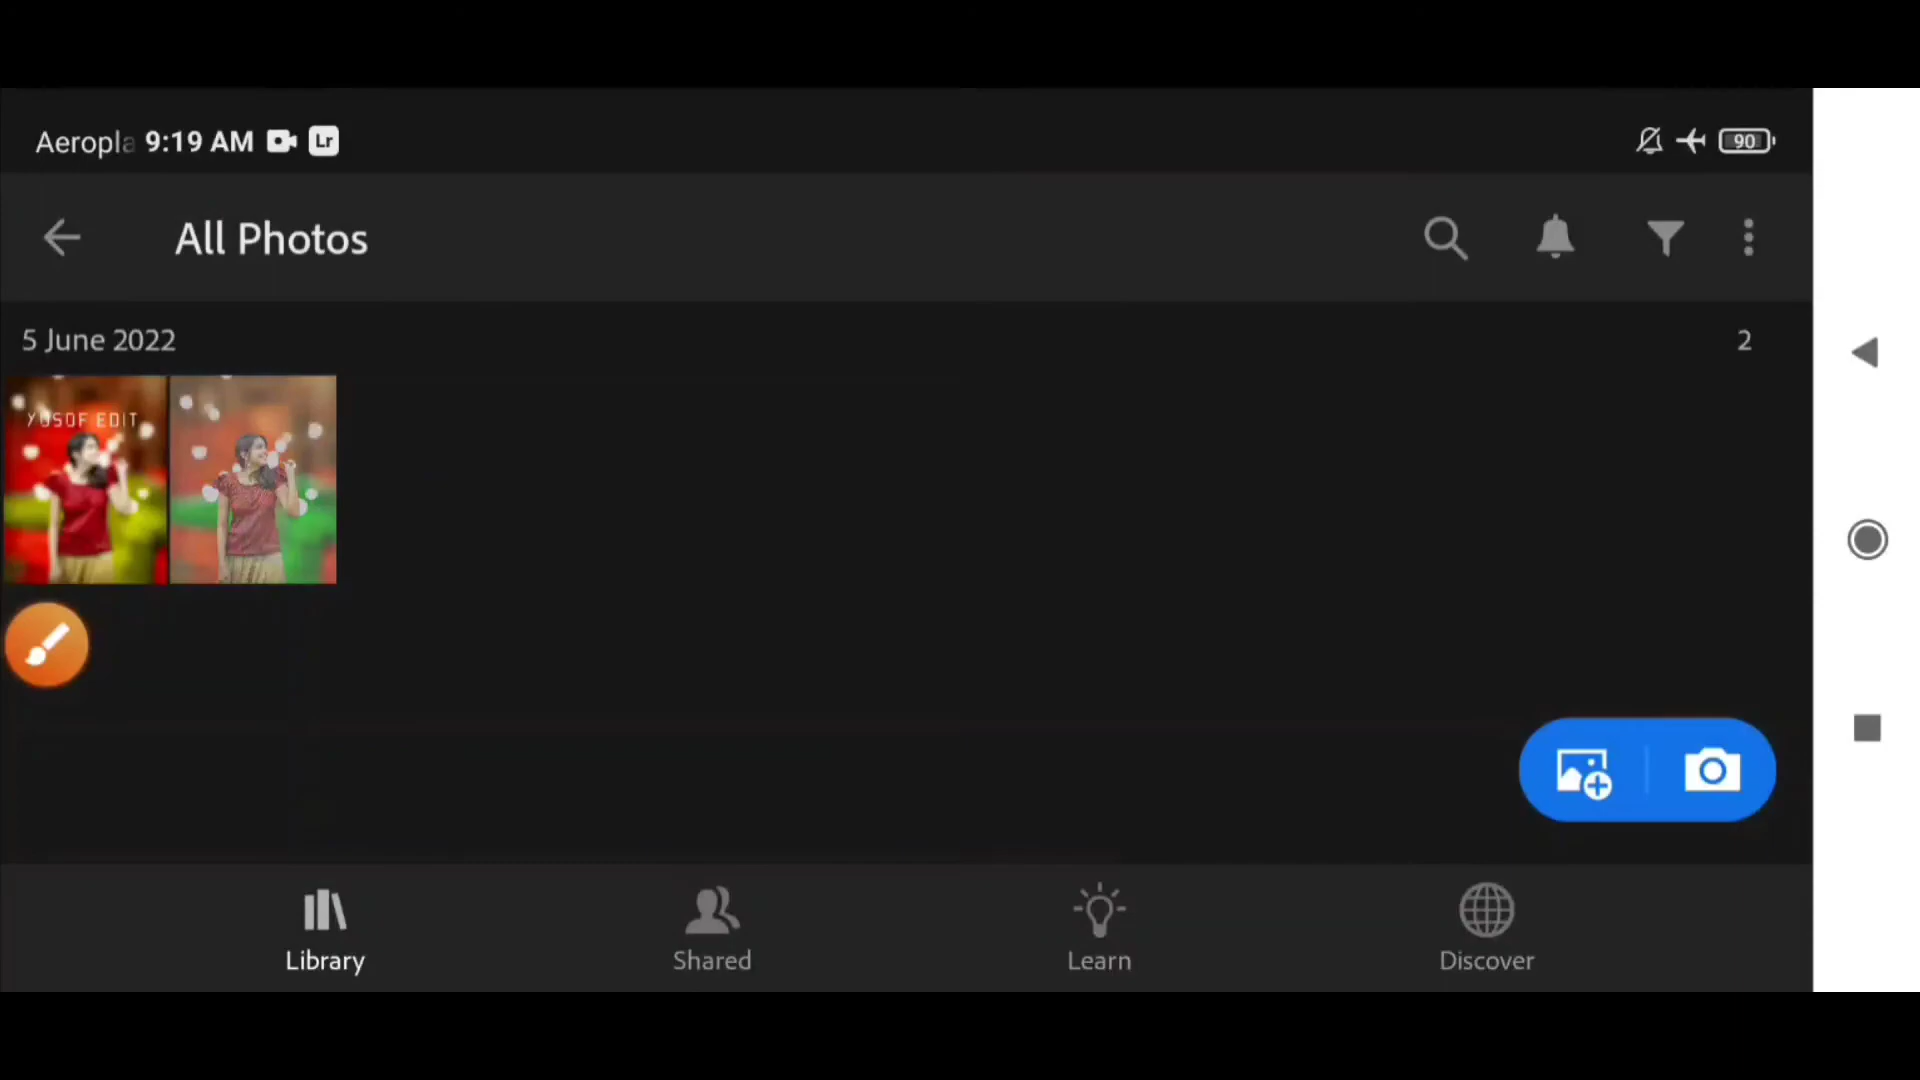 Aeropla 9:19 AM Lr 90
All Photos
5 June 2022 2
YUSOF EDIT
Library Shared Learn Discover